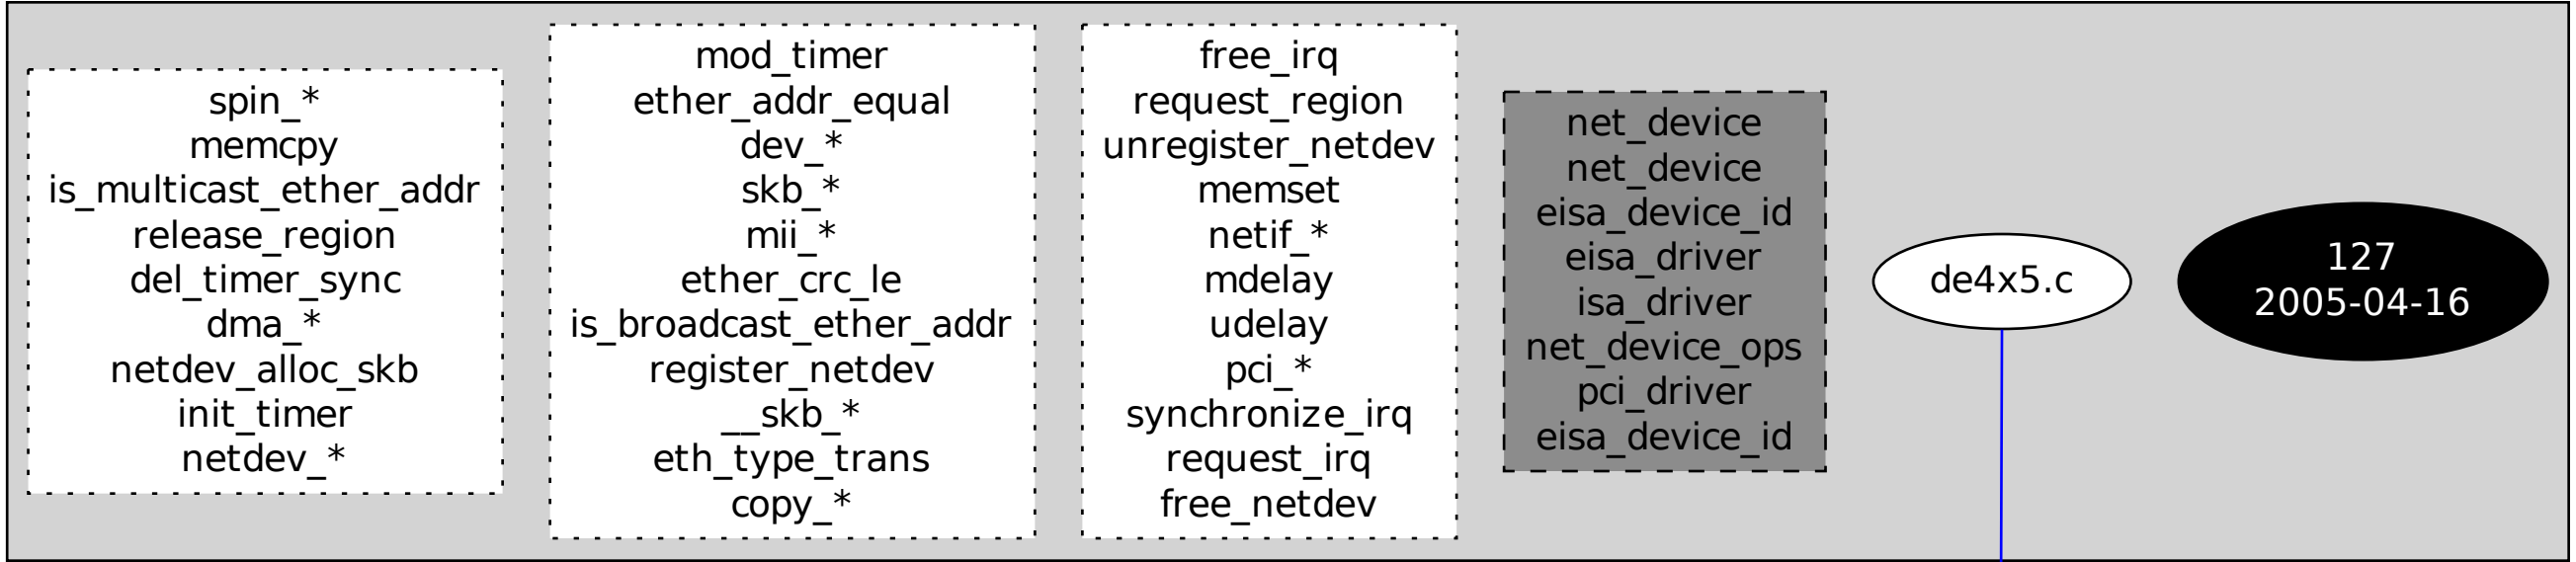 spin_*
memcpy
is_multicast_ether_addr
release_region
del_timer_sync
dma_*
netdev_alloc_skb
init_timer
netdev_*
mod_timer
ether_addr_equal
dev_*
skb_*
mii_*
ether_crc_le
is_broadcast_ether_addr
register_netdev
__skb_*
eth_type_trans
copy_*
free_irq
request_region
unregister_netdev
memset
netif_*
mdelay
udelay
pci_*
synchronize_irq
request_irq
free_netdev
net_device
net_device
eisa_device_id
eisa_driver
isa_driver
net_device_ops
pci_driver
eisa_device_id
de4x5.c
127
2005-04-16